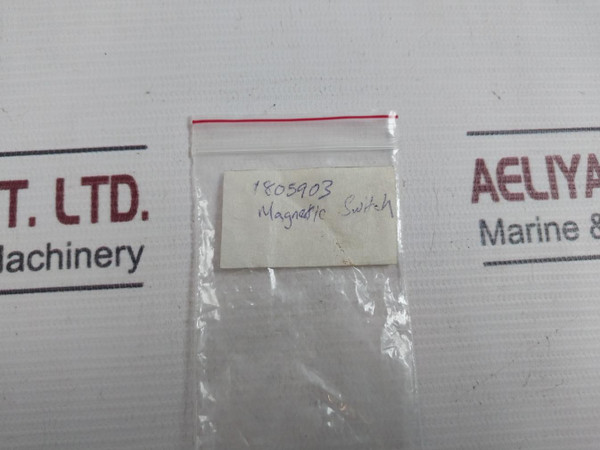 T. LTD.
Machinery
1805903
Magnetic Switch
AELIYA
Marine &